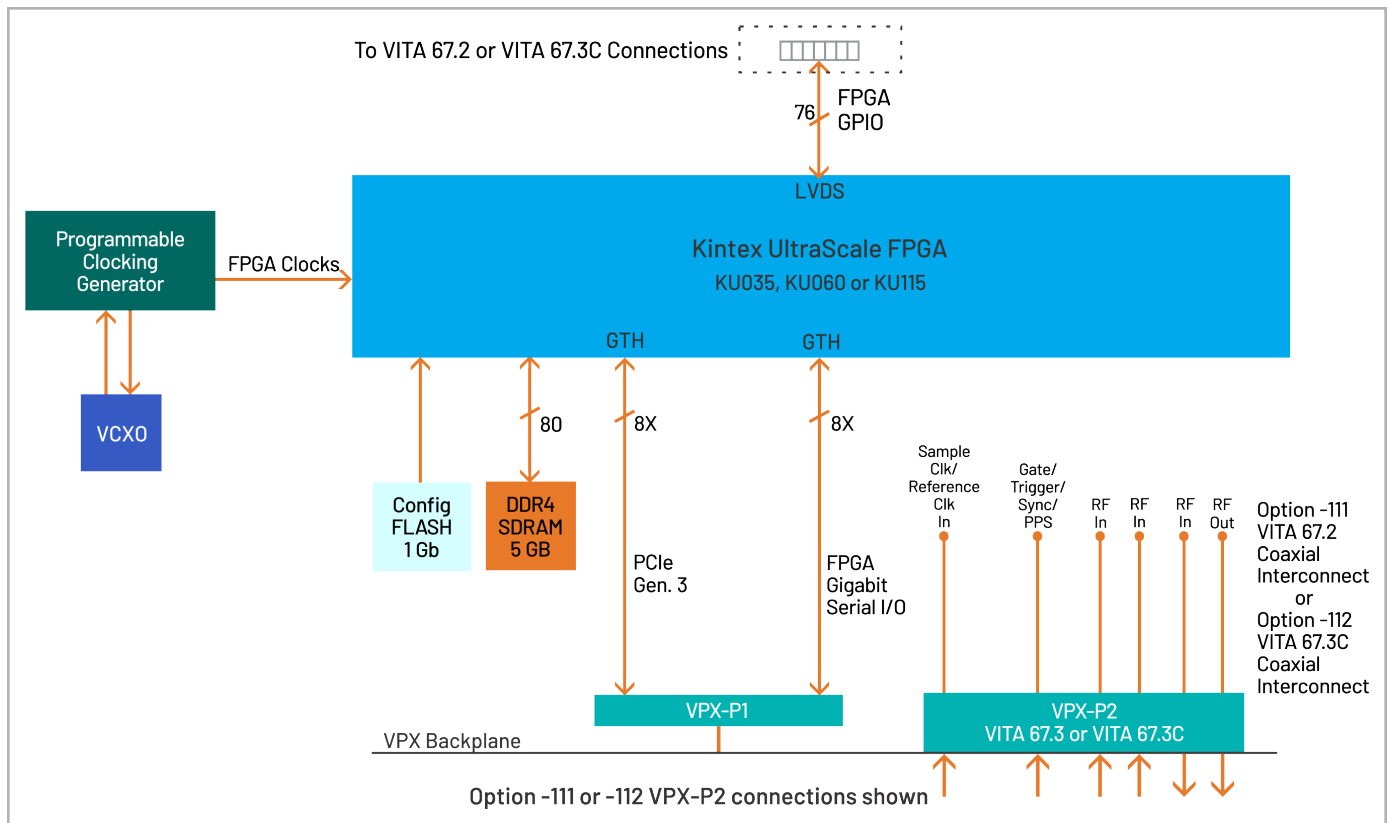 To VITA 67.2 or VITA 67.3C Connections
76
FPGA
GPIO
LVDS
Programmable
Clocking
Generator
FPGA Clocks
Kintex UltraScale FPGA
KU035, KU060 or KU115
GTH
GTH
VCXO
80
8X
8X
Config
FLASH
1 Gb
DDR4
SDRAM
5 GB
PCIe
Gen. 3
FPGA
Gigabit
Serial I/O
Sample
Clk/
Reference
Clk
In
Gate/
Trigger/
Sync/
PPS
RF
In
RF
In
RF
In
RF
Out
Option -111
VITA 67.2
Coaxial
Interconnect
or
Option -112
VITA 67.3C
Coaxial
Interconnect
VPX-P1
VPX-P2
VITA 67.3 or VITA 67.3C
VPX Backplane
Option -111 or -112 VPX-P2 connections shown